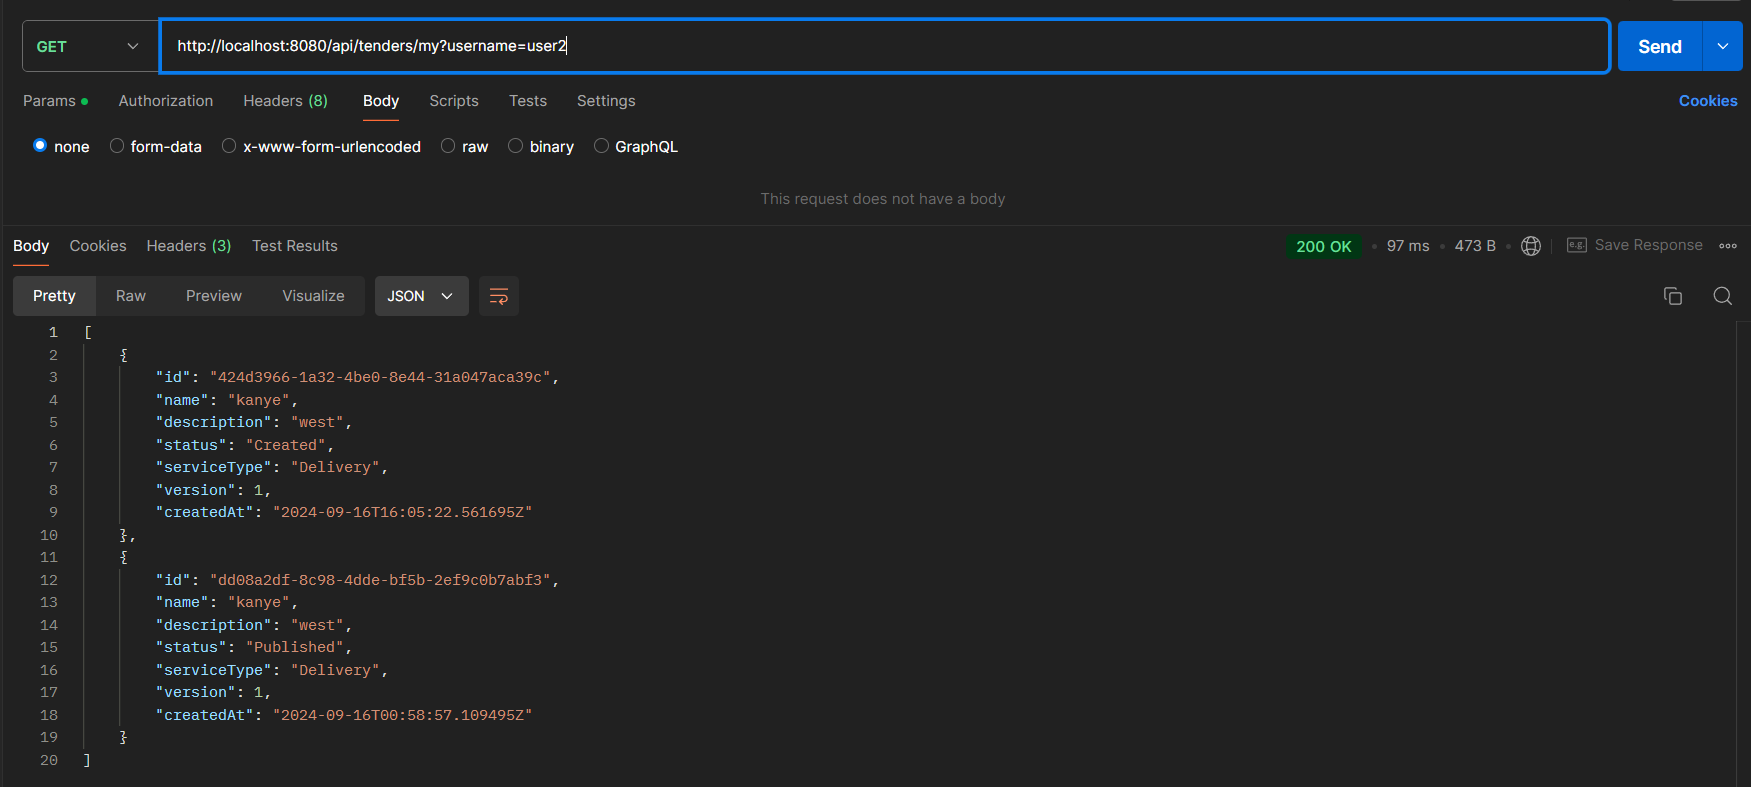 GET http://localhost:8080/api/tenders/my?username=user2 Send
Params Authorization Headers (8) Body Scripts Tests Settings Cookies
none form-data x-www-form-urlencoded raw binary GraphQL
This request does not have a body
Body Cookies Headers (3) Test Results 200 OK 97 ms 473 B e.g. Save Response
Pretty Raw Preview Visualize JSON
1 [
2 {
3 "id": "424d3966-1a32-4be0-8e44-31a047aca39c",
4 "name": "kanye",
5 "description": "west",
6 "status": "Created",
7 "serviceType": "Delivery",
8 "version": 1,
9 "createdAt": "2024-09-16T16:05:22.561695Z"
10 },
11 {
12 "id": "dd08a2df-8c98-4dde-bf5b-2ef9c0b7abf3",
13 "name": "kanye",
14 "description": "west",
15 "status": "Published",
16 "serviceType": "Delivery",
17 "version": 1,
18 "createdAt": "2024-09-16T00:58:57.109495Z"
19 }
20 ]